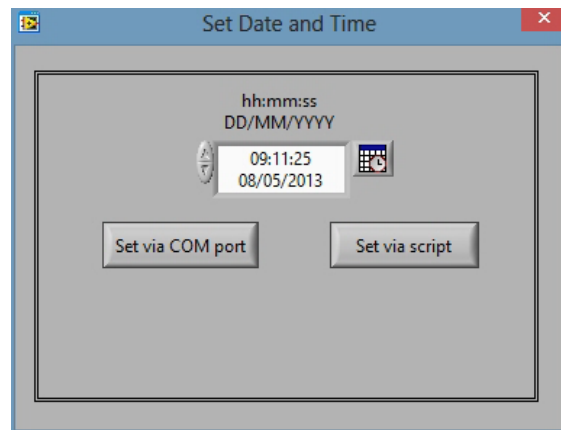 Set Date and Time
hh:mm:ss
DD/MM/YYYY
09:11:25
08/05/2013
Set via COM port
Set via script